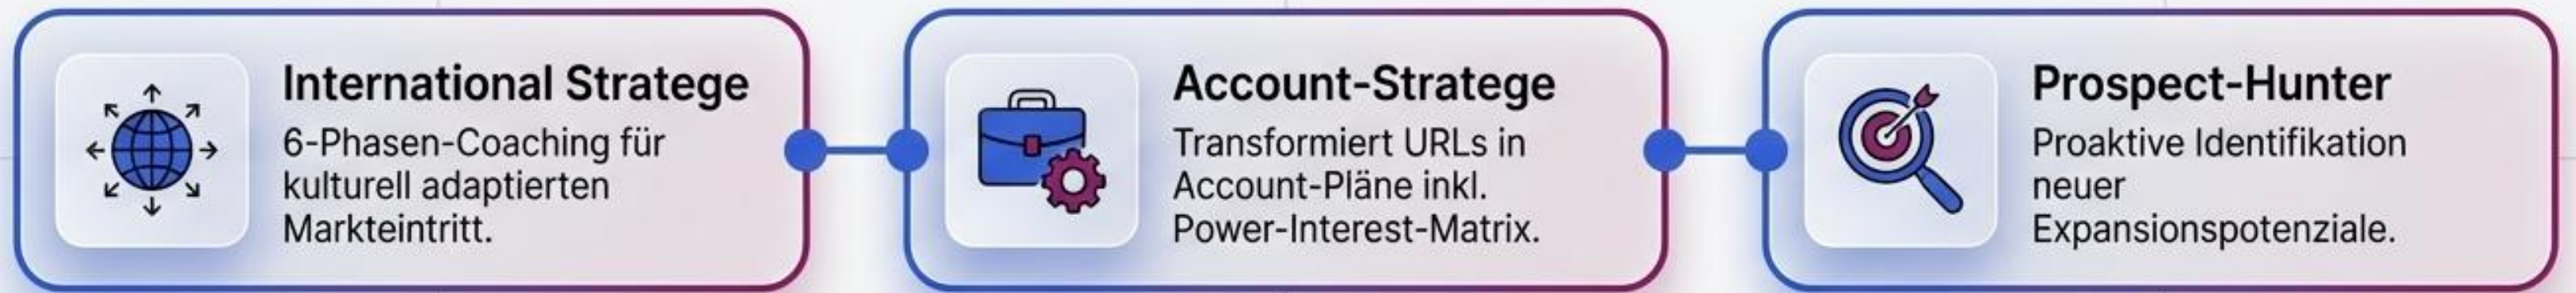 International Stratege
6-Phasen-Coaching für
kulturell adaptierten
Markteintritt.
Account-Stratege
Transformiert URLs in
Account-Pläne inkl.
Power-Interest-Matrix.
Prospect-Hunter
Proaktive Identifikation
neuer
Expansionspotenziale.